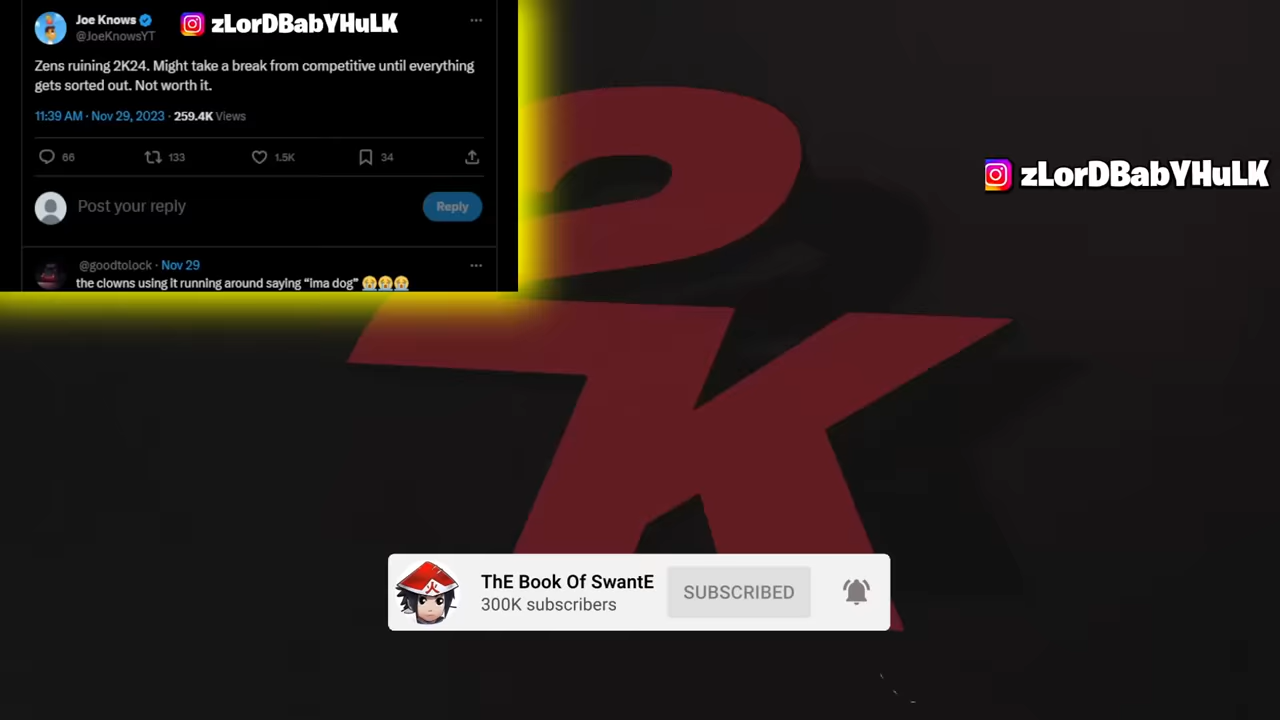 Joe Knows
@JoeKnowsYT
zLorDBabYHuLK
Zens ruining 2K24. Might take a break from competitive until everything
gets sorted out. Not worth it.
11:39 AM · Nov 29, 2023 · 259.4K Views
66 133 1.5K 34
Post your reply
Reply
@goodtolock · Nov 29
the clowns using it running around saying “ima dog” 😭😭😭
zLorDBabYHuLK
2K
ThE Book Of SwantE
300K subscribers
SUBSCRIBED
火